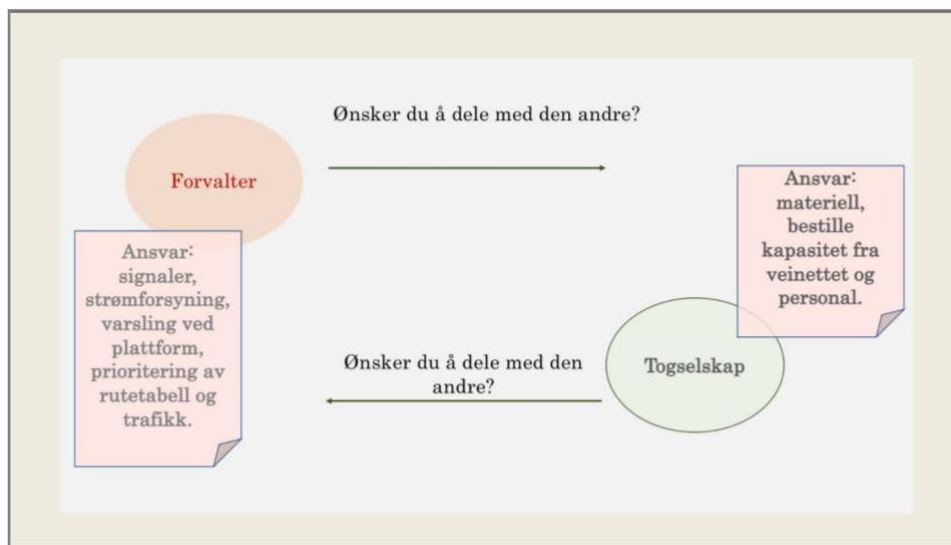 Ønsker du å dele med den andre?
Forvalter
Ansvar:
signaler,
strømforsyning,
varsling ved
plattform,
prioritering av
rutetabell og
trafikk.
Ansvar:
materiell,
bestille
kapasitet fra
veinettet og
personal.
Ønsker du å dele med den
andre?
Togselskap